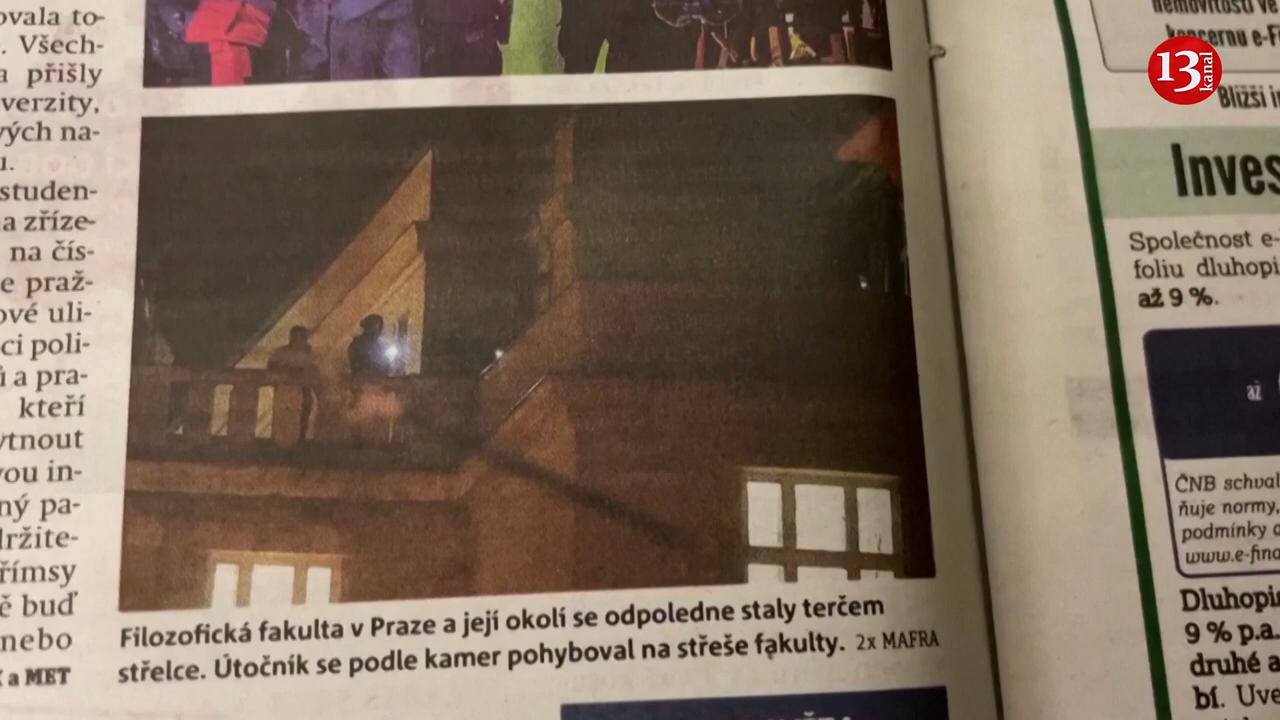 ovala to-
. Všech-
a přišly
verzity,
vých na-
u.
studen-
a zříze-
na čís-
e praž-
ové uli-
ci poli-
ů a pra-
kteří
ytnout
vou in-
ný pa-
držite-
římsy
ě buď
nebo
a MET
Filozofická fakulta v Praze a její okolí se odpoledne staly terčem
střelce. Útočník se podle kamer pohyboval na střeše fakulty. 2x MAFRA
13
kanal
nemovitostí ve
koncernu e-F
Bližší i
Inves
Společnost e-
foliu dluhopi
až 9 %.
až
ČNB schval
ňuje normy,
podmínky
www.e-fina
Dluhopis
9 % p.a.
druhé a
bí. Uve